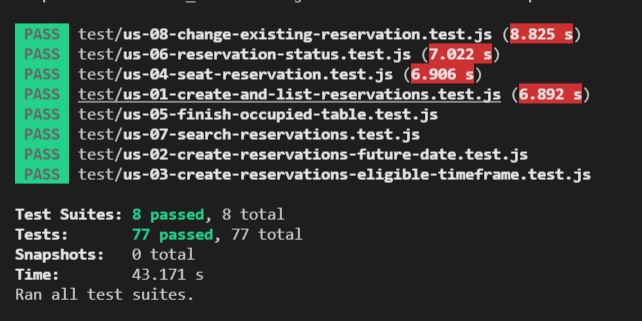 PASS test/us-08-change-existing-reservation.test.js (8.825 s)
PASS test/us-06-reservation-status.test.js (7.022 s)
PASS test/us-04-seat-reservation.test.js (6.906 s)
PASS test/us-01-create-and-list-reservations.test.js (6.892 s)
PASS test/us-05-finish-occupied-table.test.js
PASS test/us-07-search-reservations.test.js
PASS test/us-02-create-reservations-future-date.test.js
PASS test/us-03-create-reservations-eligible-timeframe.test.js
Test Suites: 8 passed, 8 total
Tests: 77 passed, 77 total
Snapshots: 0 total
Time: 43.171 s
Ran all test suites.